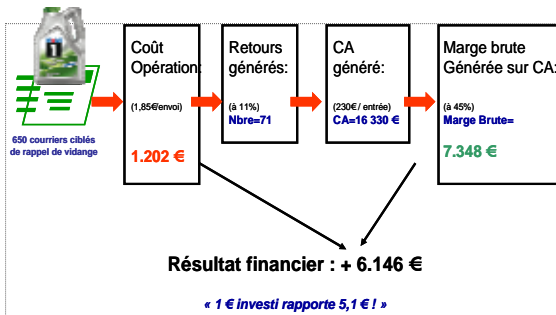 1
650 courriers ciblés
de rappel de vidange
Coût
Opération:
(1,85€/envoi)
1.202 €
Retours
générés:
(à 11%)
Nbre=71
CA
généré:
(230€ / entrée)
CA=16 330 €
Marge brute
Générée sur CA:
(à 45%)
Marge Brute=
7.348 €
Résultat financier : + 6.146 €
« 1 € investi rapporte 5,1 € ! »